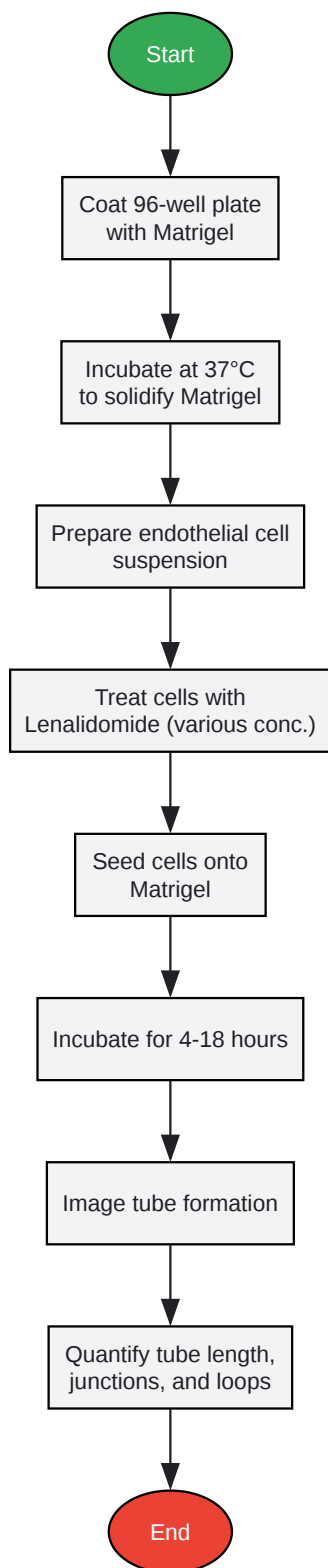 Start
Coat 96-well plate
with Matrigel
Incubate at 37°C
to solidify Matrigel
Prepare endothelial cell
suspension
Treat cells with
Lenalidomide (various conc.)
Seed cells onto
Matrigel
Incubate for 4-18 hours
Image tube formation
Quantify tube length,
junctions, and loops
End